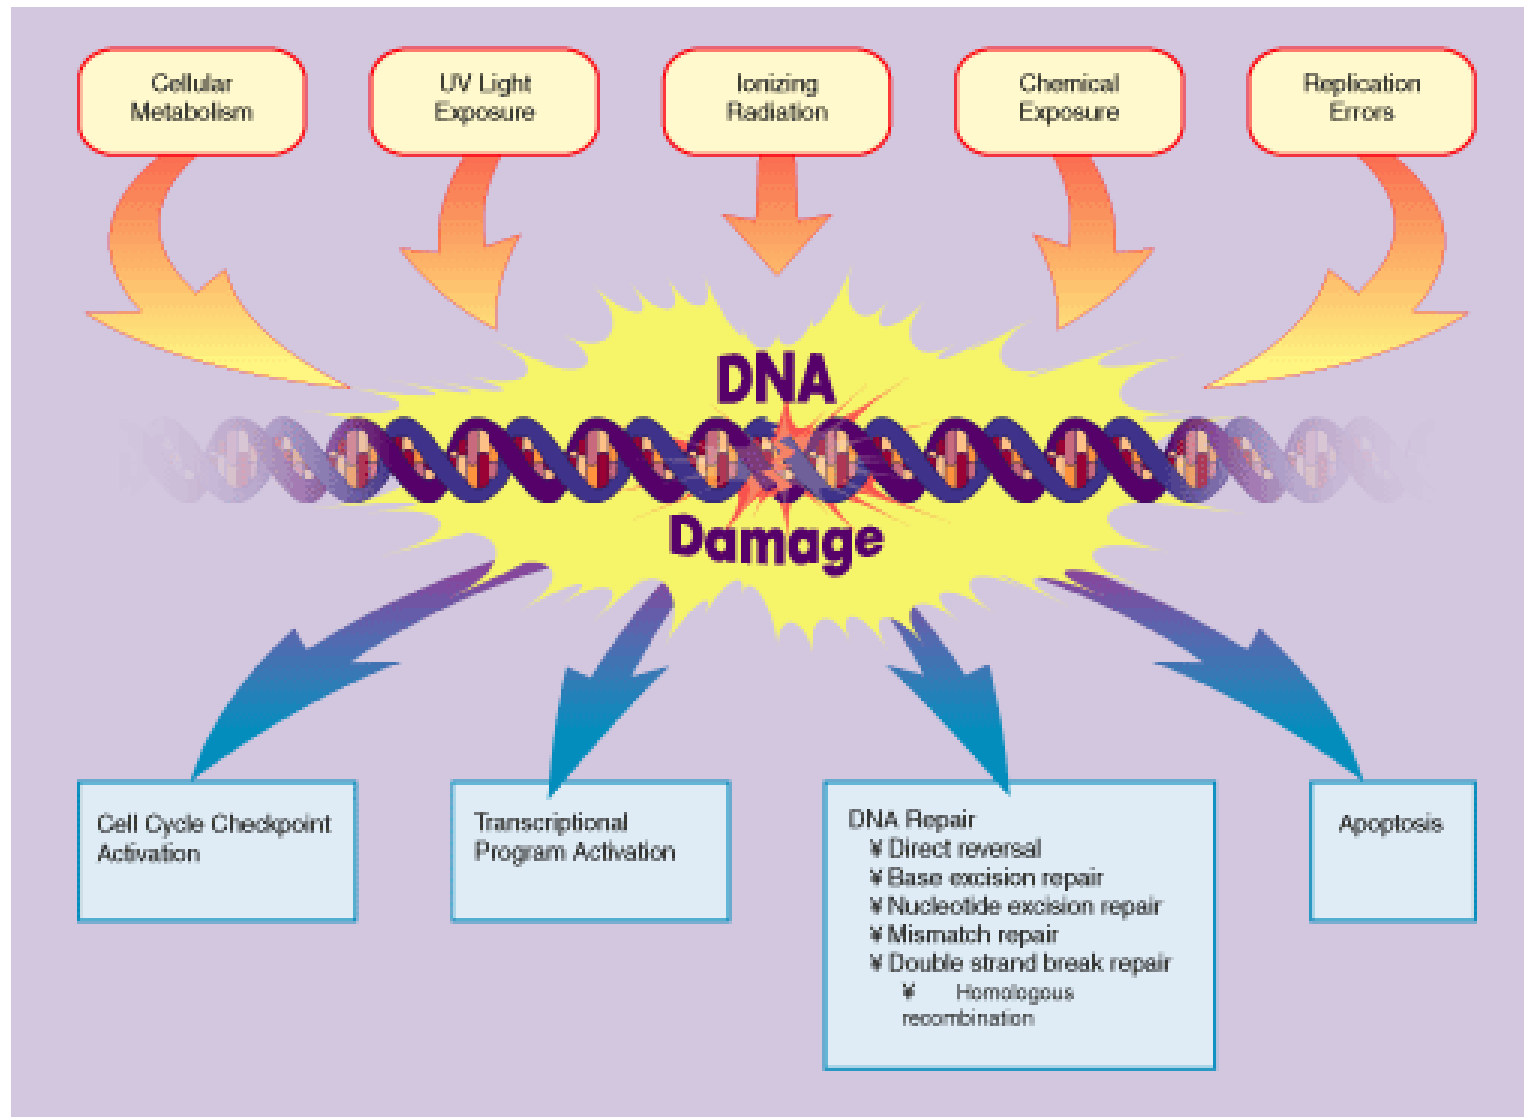 Cellular
Metabolism
UV Light
Exposure
Ionizing
Radiation
Chemical
Exposure
Replication
Errors
DNA
Damage
Cell Cycle Checkpoint
Activation
Transcriptional
Program Activation
DNA Repair
¥ Direct reversal
¥ Base excision repair
¥ Nucleotide excision repair
¥ Mismatch repair
¥ Double strand break repair
¥ Homologous
recombination
Apoptosis